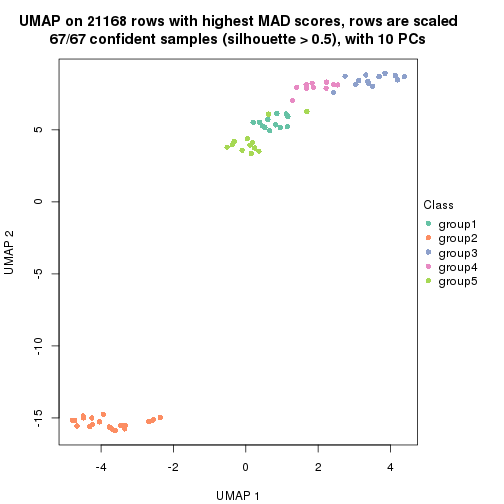 UMAP on 21168 rows with highest MAD scores, rows are scaled
67/67 confident samples (silhouette > 0.5), with 10 PCs
5
0
-5
-10
-15
UMAP 2
-4
-2
0
2
4
UMAP 1
Class
group1
group2
group3
group4
group5